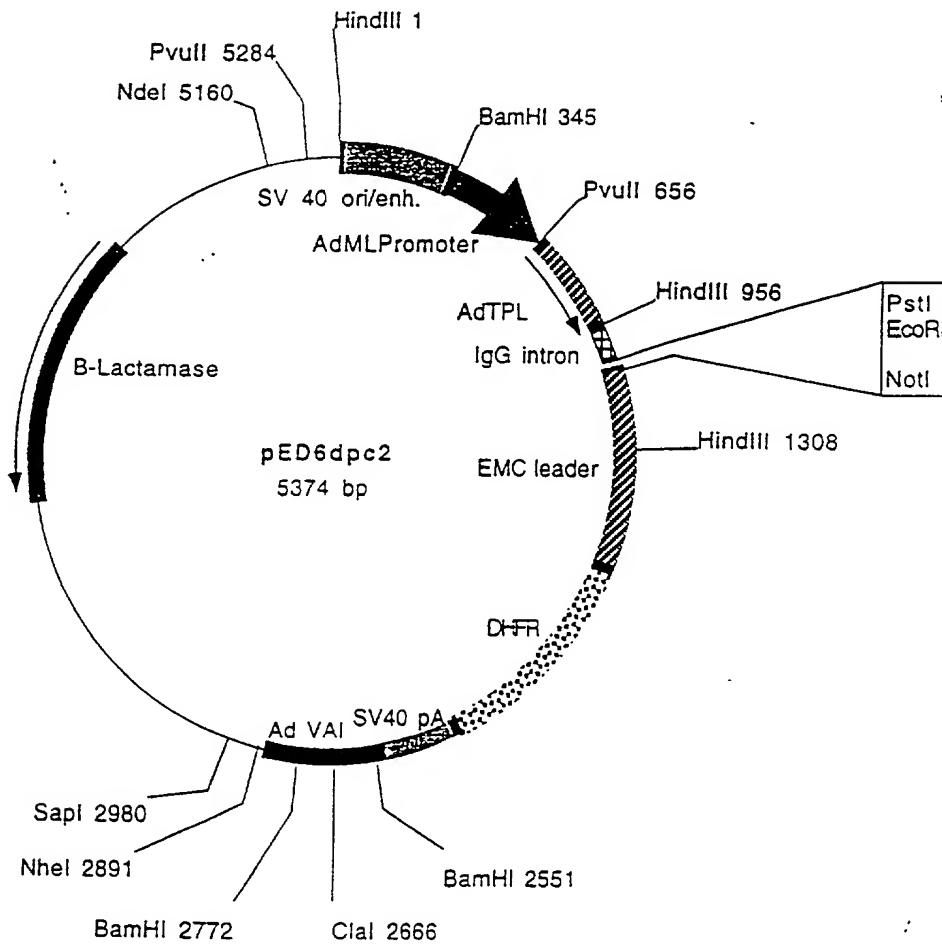 HindIII 1
PvuII 5284
NdeI 5160
BamHI 345
SV 40 ori/enh.
PvuII 656
AdMLPromoter
HindIII 956
AdTPL
PstI
EcoR
IgG intron
NotI
B-Lactamase
HindIII 1308
pED6dpc2
EMC leader
5374 bp
DHFR
SV40 pA
Ad VAI
SapI 2980
NheI 2891
BamHI 2551
BamHI 2772
ClaI 2666